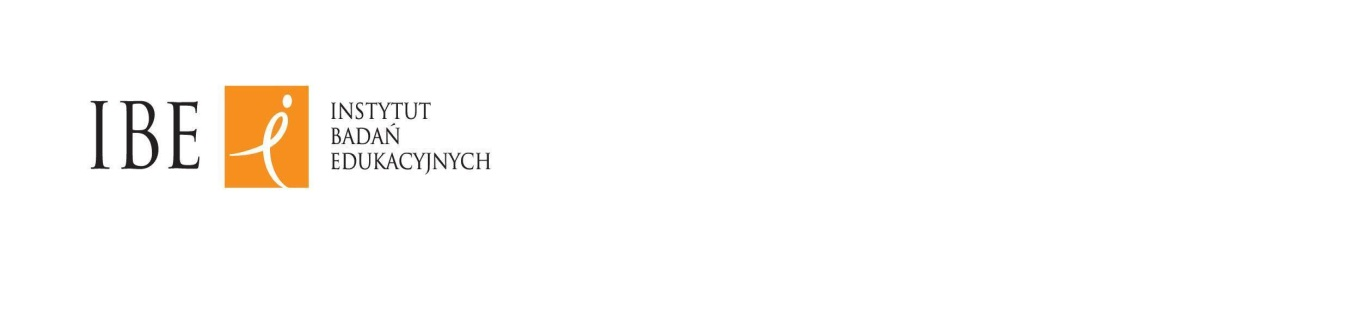 IBE
INSTYTUT
BADAŃ
EDUKACYJNYCH